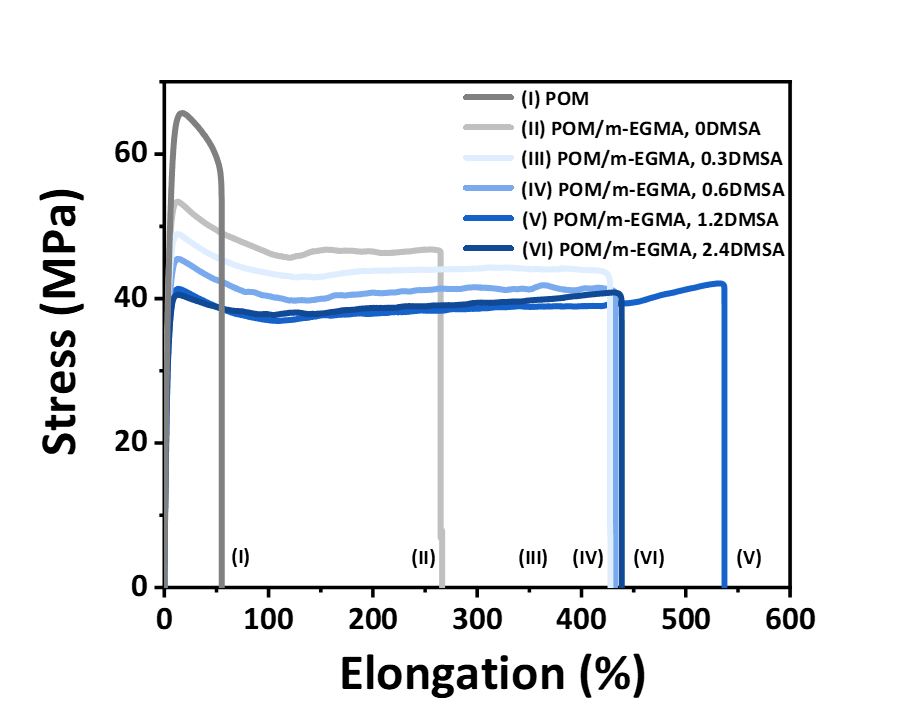 (I) POM
(II) POM/m-EGMA, 0DMSA
(III) POM/m-EGMA, 0.3DMSA
(IV) POM/m-EGMA, 0.6DMSA
(V) POM/m-EGMA, 1.2DMSA
(VI) POM/m-EGMA, 2.4DMSA
Stress (MPa)
60
40
20
0
(I) (II) (III) (IV) (VI) (V)
0 100 200 300 400 500 600
Elongation (%)